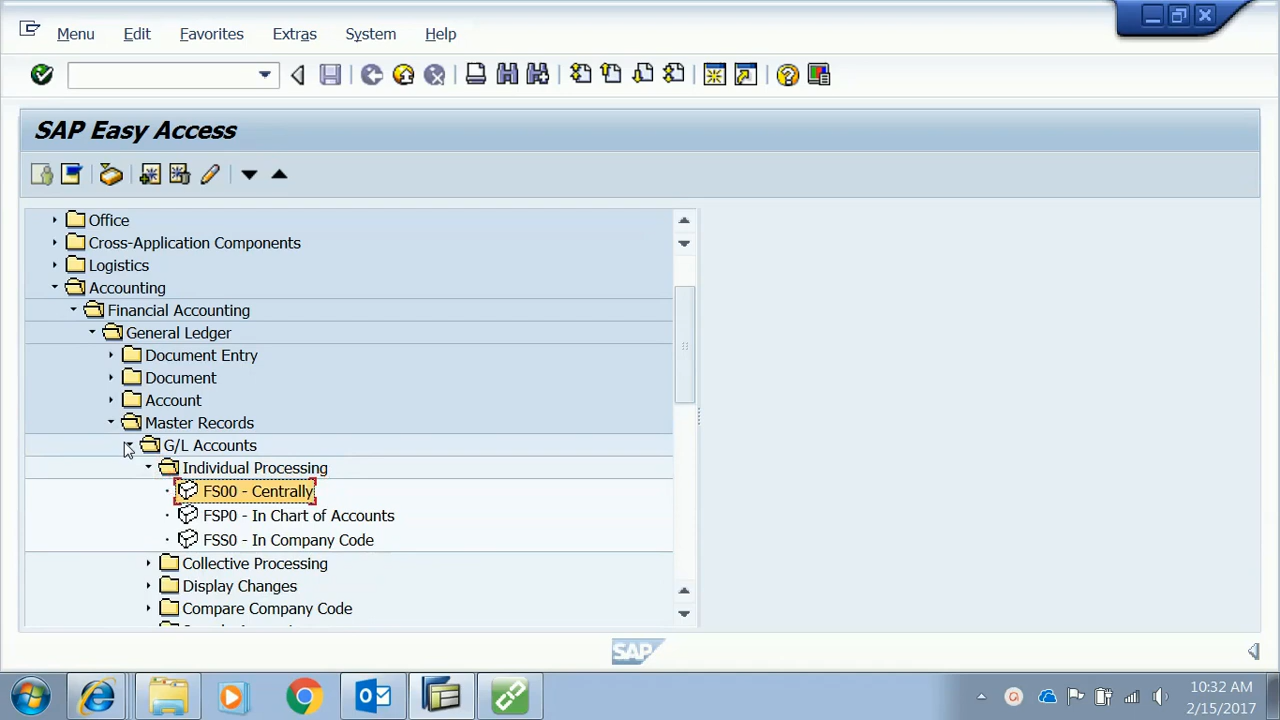 Menu Edit Favorites Extras System Help
SAP Easy Access
Office
Cross-Application Components
Logistics
Accounting
Financial Accounting
General Ledger
Document Entry
Document
Account
Master Records
G/L Accounts
Individual Processing
FS00 - Centrally
FSP0 - In Chart of Accounts
FSS0 - In Company Code
Collective Processing
Display Changes
Compare Company Code
SAP
10:32 AM
2/15/2017